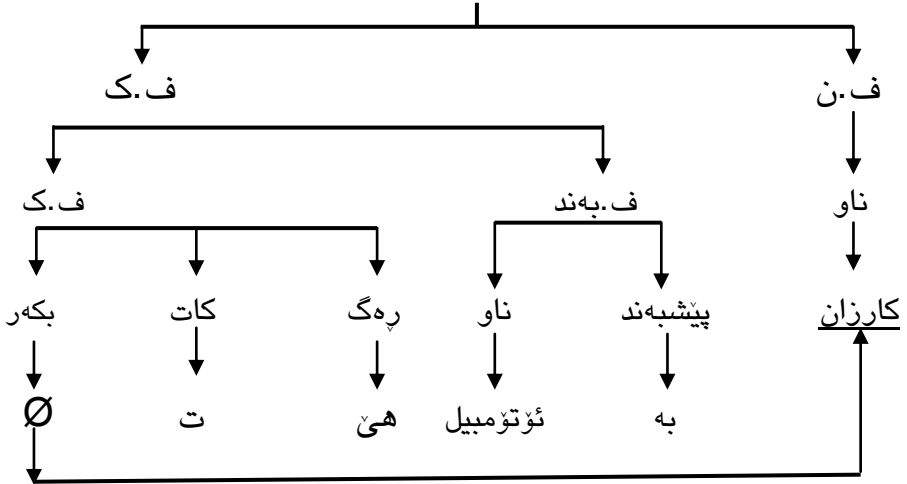 ف.ن ف.ک
ناو ف.بەند ف.ک
کارزان پێشبەند ناو ڕەگ کات بکەر
بە ئۆتۆمبیل هێ ت Ø